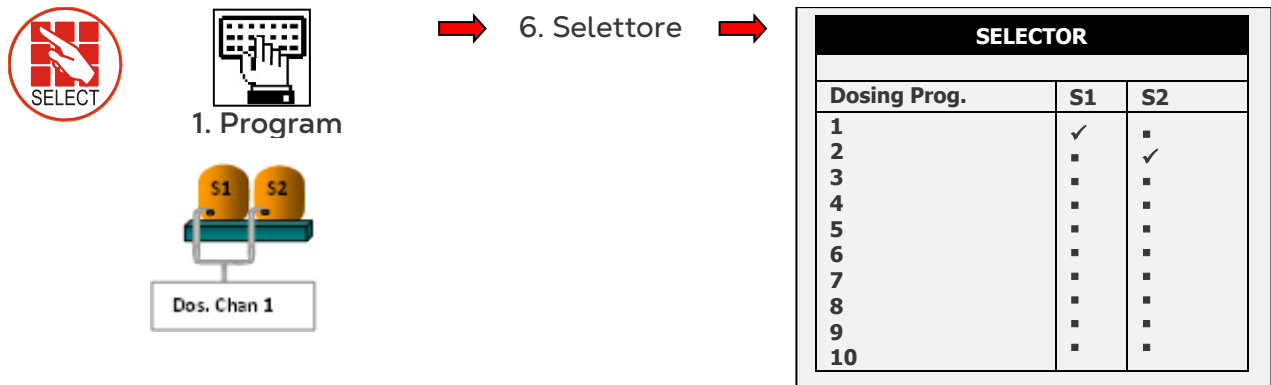 SELECT
1. Program
6. Selettore
S1 S2
Dos. Chan 1
SELECTOR
Dosing Prog. S1 S2
1 ✓ ▪
2 ▪ ✓
3 ▪ ▪
4 ▪ ▪
5 ▪ ▪
6 ▪ ▪
7 ▪ ▪
8 ▪ ▪
9 ▪ ▪
10 ▪ ▪